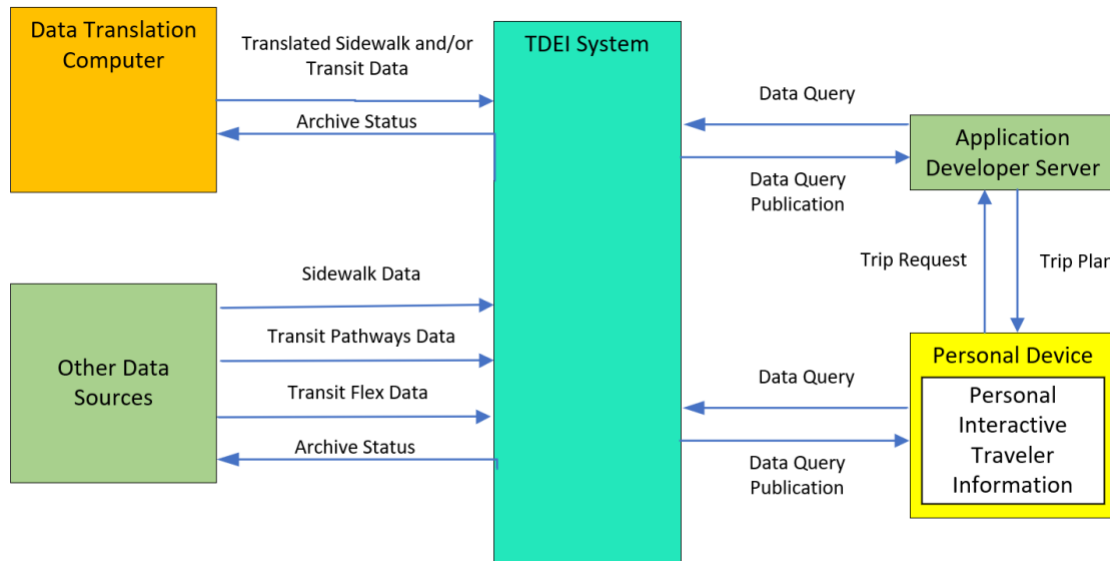 Data Translation
Computer
Translated Sidewalk and/or
Transit Data
Archive Status
TDEI System
Data Query
Data Query
Publication
Application
Developer Server
Trip Request
Trip Plan
Other Data
Sources
Sidewalk Data
Transit Pathways Data
Transit Flex Data
Archive Status
Data Query
Data Query
Publication
Personal Device
Personal
Interactive
Traveler
Information